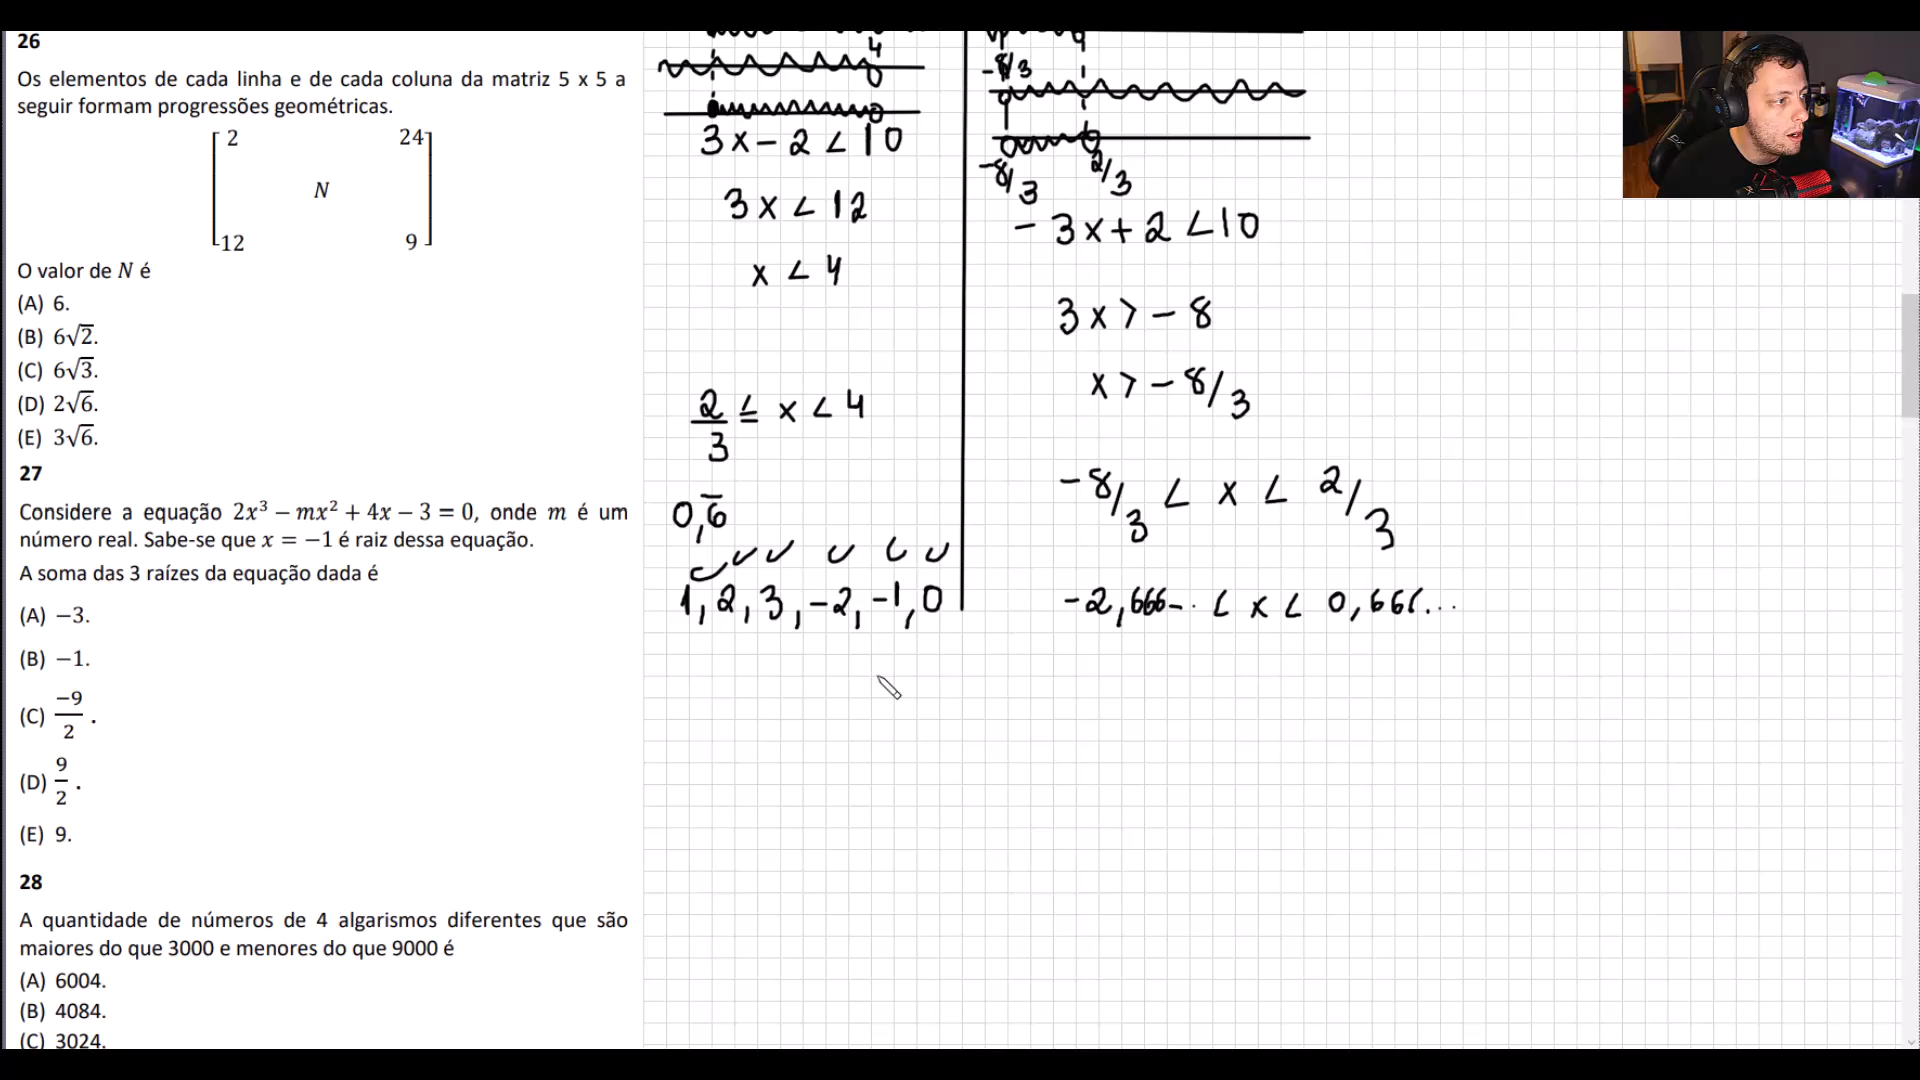 26
Os elementos de cada linha e de cada coluna da matriz 5 x 5 a
seguir formam progressões geométricas.
2 24
N
12 9
O valor de N é
(A) 6.
(B) 6√2.
(C) 6√3.
(D) 2√6.
(E) 3√6.
27
Considere a equação 2x³ − mx² + 4x − 3 = 0, onde m é um
número real. Sabe-se que x = −1 é raiz dessa equação.
A soma das 3 raízes da equação dada é
(A) −3.
(B) −1.
(C) −9/2 .
(D) 9/2 .
(E) 9.
28
A quantidade de números de 4 algarismos diferentes que são
maiores do que 3000 e menores do que 9000 é
(A) 6004.
(B) 4084.
(C) 3024.
4
3x − 2 < 10
3x < 12
x < 4
2/3 ≤ x < 4
0,6̅
1, 2, 3, −2, −1, 0
−8/3
−8/3 2/3
− 3x + 2 < 10
3x > − 8
x > − 8/3
−8/3 < x < 2/3
−2,666... < x < 0,666...